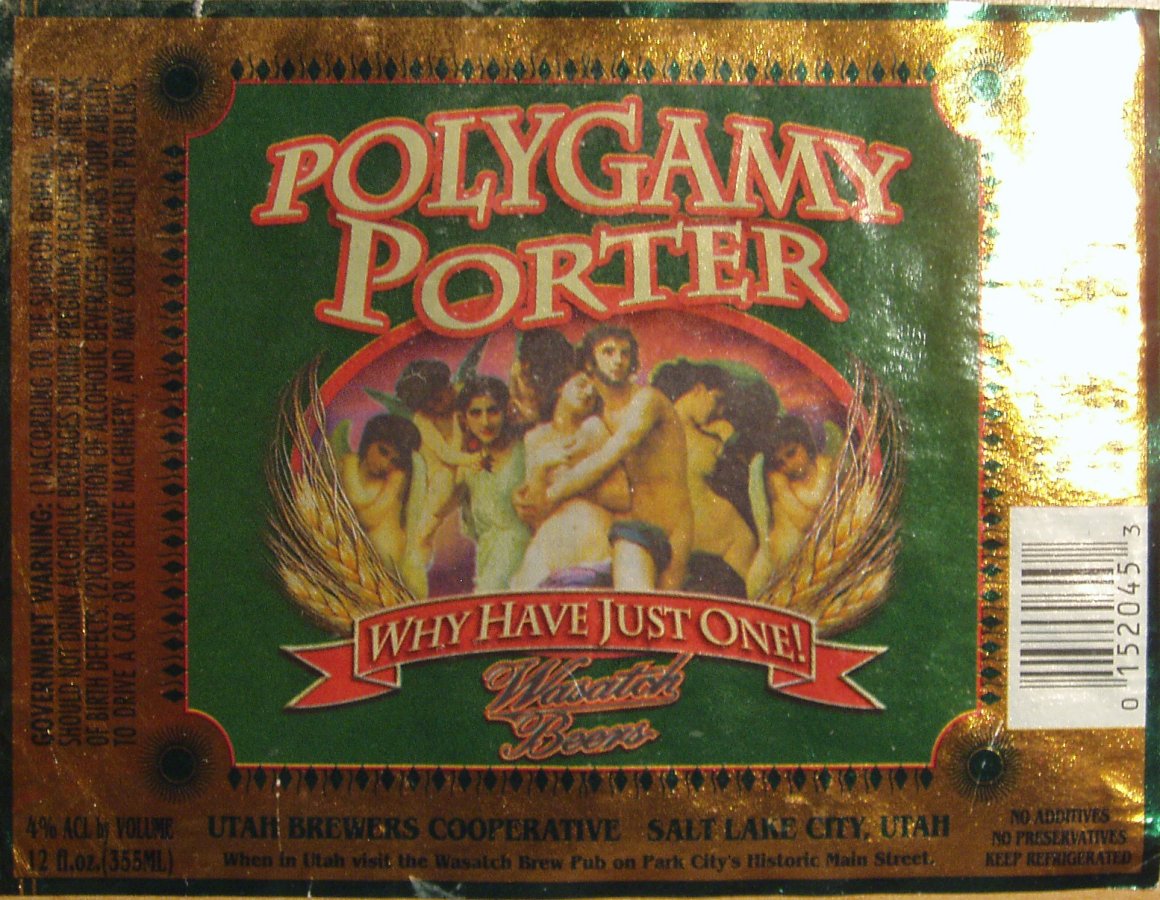 POLYGAMY
PORTER
WHY HAVE JUST ONE!
Wasatch
Beers
GOVERNMENT WARNING: (1)ACCORDING TO THE SURGEON GENERAL, WOMEN
SHOULD NOT DRINK ALCOHOLIC BEVERAGES DURING PREGNANCY BECAUSE OF THE RISK
OF BIRTH DEFECTS. (2)CONSUMPTION OF ALCOHOLIC BEVERAGES IMPAIRS YOUR ABILITY
TO DRIVE A CAR OR OPERATE MACHINERY, AND MAY CAUSE HEALTH PROBLEMS
0 152045 3
4% ACL by VOLUME
12 fl.oz.(355ML)
UTAH BREWERS COOPERATIVE SALT LAKE CITY, UTAH
When in Utah visit the Wasatch Brew Pub on Park City's Historic Main Street.
NO ADDITIVES
NO PRESERVATIVES
KEEP REFRIGERATED